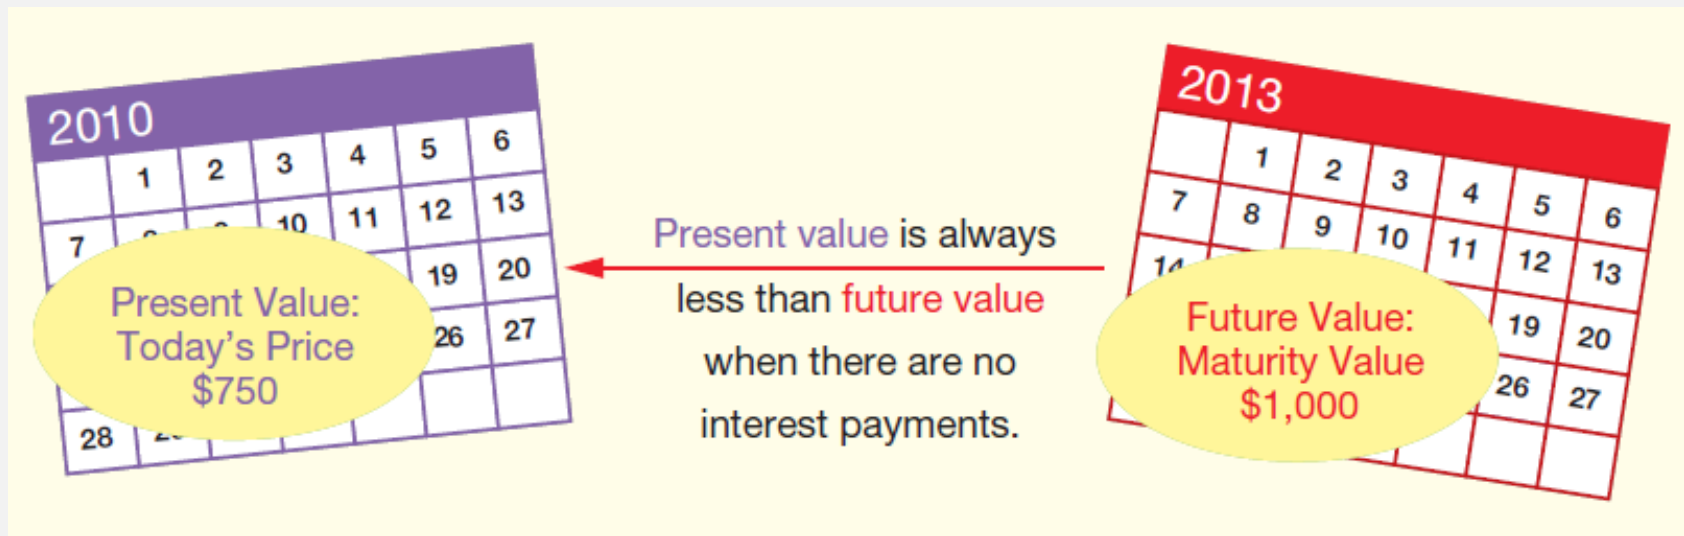 2010
1 2 3 4 5 6
7 10 11 12 13
19 20
26 27
28
Present Value:
Today's Price
$750
Present value is always
less than future value
when there are no
interest payments.
2013
1 2 3 4 5 6
7 8 9 10 11 12 13
14 19 20
26 27
Future Value:
Maturity Value
$1,000